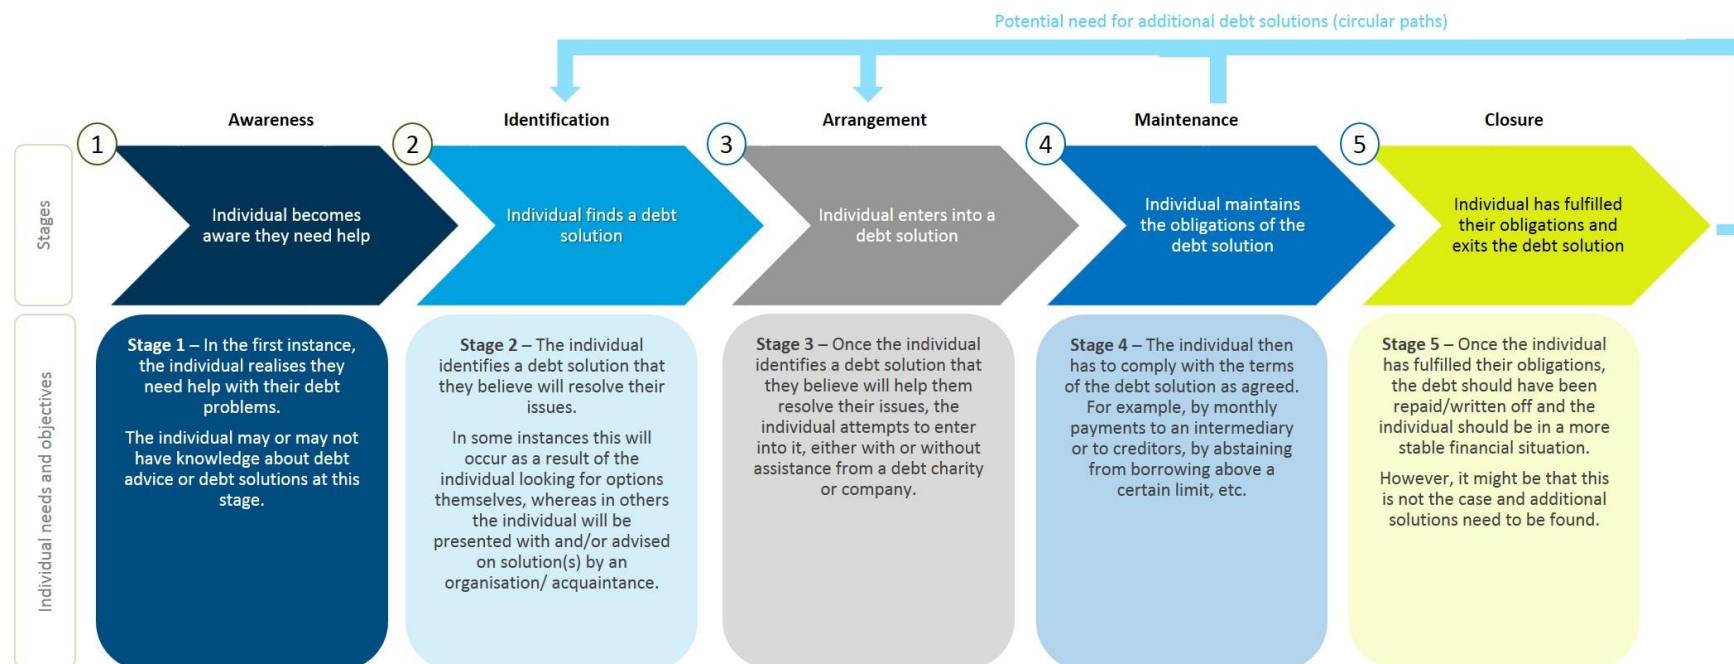 Potential need for additional debt solutions (circular paths)
Awareness
Identification
Arrangement
Maintenance
Closure
1
2
3
4
5
Stages
Individual becomes
aware they need help
Individual finds a debt
solution
Individual enters into a
debt solution
Individual maintains
the obligations of the
debt solution
Individual has fulfilled
their obligations and
exits the debt solution
Individual needs and objectives
Stage 1 – In the first instance,
the individual realises they
need help with their debt
problems.
The individual may or may not
have knowledge about debt
advice or debt solutions at this
stage.
Stage 2 – The individual
identifies a debt solution that
they believe will resolve their
issues.
In some instances this will
occur as a result of the
individual looking for options
themselves, whereas in others
the individual will be
presented with and/or advised
on solution(s) by an
organisation/ acquaintance.
Stage 3 – Once the individual
identifies a debt solution that
they believe will help them
resolve their issues, the
individual attempts to enter
into it, either with or without
assistance from a debt charity
or company.
Stage 4 – The individual then
has to comply with the terms
of the debt solution as agreed.
For example, by monthly
payments to an intermediary
or to creditors, by abstaining
from borrowing above a
certain limit, etc.
Stage 5 – Once the individual
has fulfilled their obligations,
the debt should have been
repaid/written off and the
individual should be in a more
stable financial situation.
However, it might be that this
is not the case and additional
solutions need to be found.